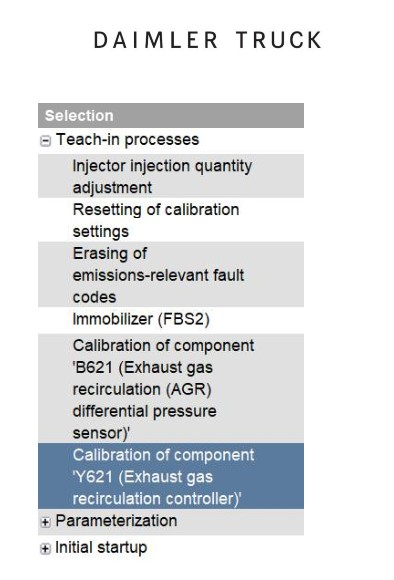 DAIMLER TRUCK
Selection
Teach-in processes
Injector injection quantity
adjustment
Resetting of calibration
settings
Erasing of
emissions-relevant fault
codes
Immobilizer (FBS2)
Calibration of component
'B621 (Exhaust gas
recirculation (AGR)
differential pressure
sensor)'
Calibration of component
'Y621 (Exhaust gas
recirculation controller)'
Parameterization
Initial startup